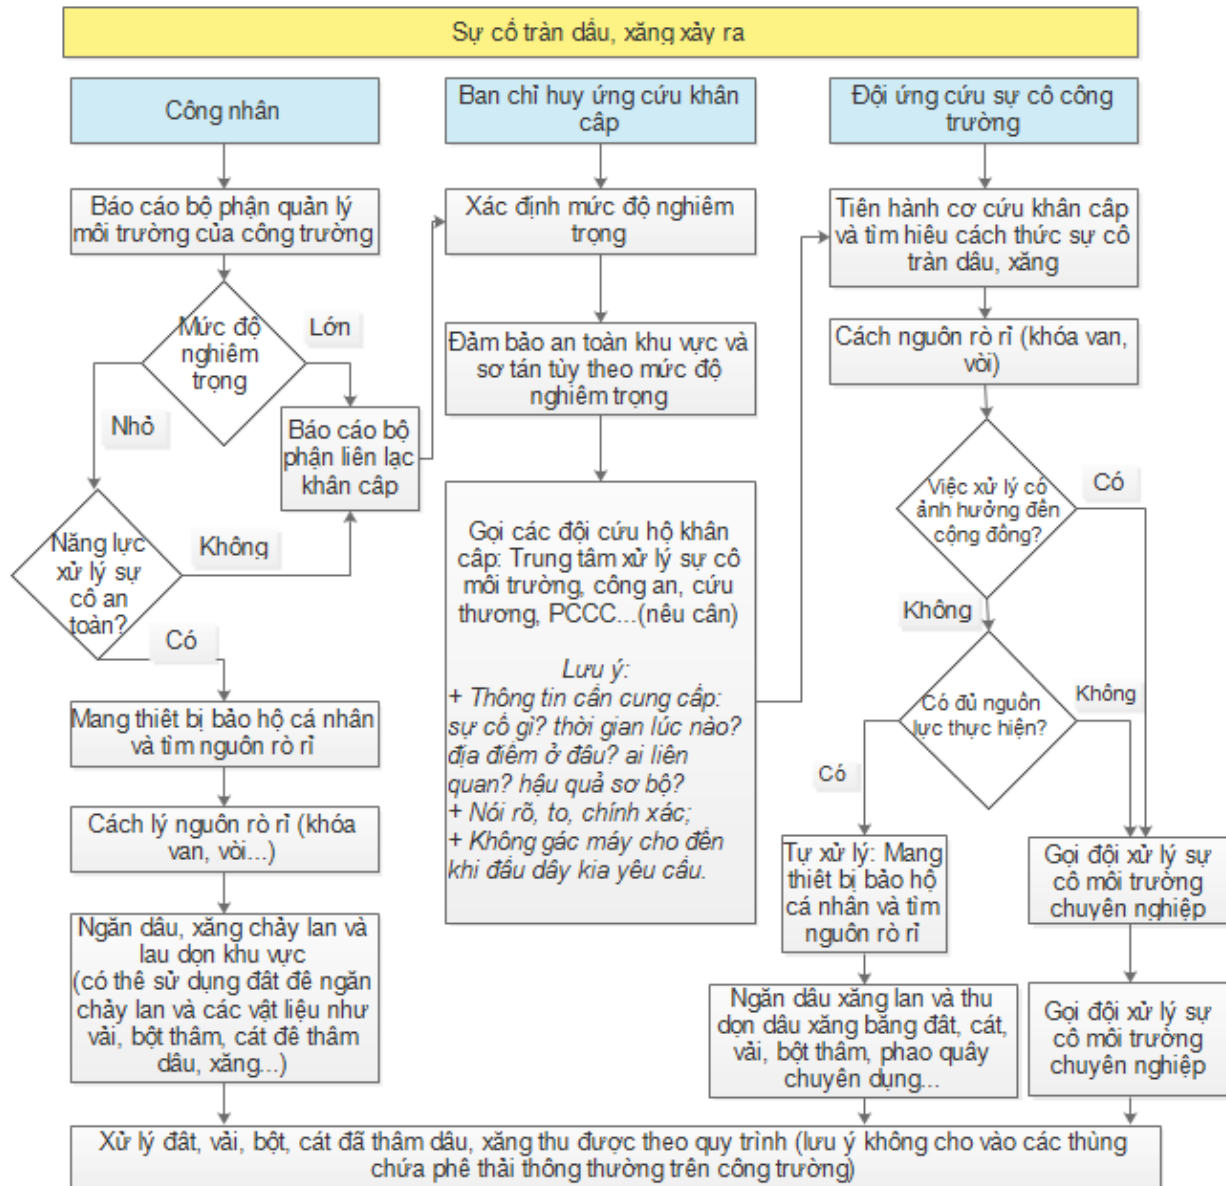 Sự cố tràn dầu, xăng xảy ra
Công nhân
Báo cáo bộ phận quản lý
môi trường của công trường
Mức độ
nghiêm
trọng
Lớn
Nhỏ
Báo cáo bộ
phận liên lạc
khẩn cấp
Năng lực
xử lý sự
cố an
toàn?
Không
Có
Mang thiết bị bảo hộ cá nhân
và tìm nguồn rò rỉ
Cách lý nguồn rò rỉ (khóa
van, vòi...)
Ngăn dầu, xăng chảy lan và
lau dọn khu vực
(có thể sử dụng đất để ngăn
chảy lan và các vật liệu như
vải, bột thấm, cát để thấm
dầu, xăng...)
Ban chỉ huy ứng cứu khẩn
cấp
Xác định mức độ nghiêm
trọng
Đảm bảo an toàn khu vực và
sơ tán tùy theo mức độ
nghiêm trọng
Gọi các đội cứu hộ khẩn
cấp: Trung tâm xử lý sự cố
môi trường, công an, cứu
thương, PCCC...(nếu cần)
Lưu ý:
+ Thông tin cần cung cấp:
sự cố gì? thời gian lúc nào?
địa điểm ở đâu? ai liên
quan? hậu quả sơ bộ?
+ Nói rõ, to, chính xác;
+ Không gác máy cho đến
khi đầu dây kia yêu cầu.
Đội ứng cứu sự cố công
trường
Tiến hành cơ cứu khẩn cấp
và tìm hiểu cách thức sự cố
tràn dầu, xăng
Cách nguồn rò rỉ (khóa van,
vòi)
Việc xử lý có
ảnh hưởng đến
cộng đồng?
Có
Không
Có đủ nguồn
lực thực hiện?
Không
Có
Tự xử lý: Mang
thiết bị bảo hộ
cá nhân và tìm
nguồn rò rỉ
Ngăn dầu xăng lan và thu
dọn dầu xăng bằng đất, cát,
vải, bột thấm, phao quây
chuyên dụng...
Gọi đội xử lý sự
cố môi trường
chuyên nghiệp
Gọi đội xử lý sự
cố môi trường
chuyên nghiệp
Xử lý đất, vải, bột, cát đã thấm dầu, xăng thu được theo quy trình (lưu ý không cho vào các thùng
chứa phế thải thông thường trên công trường)